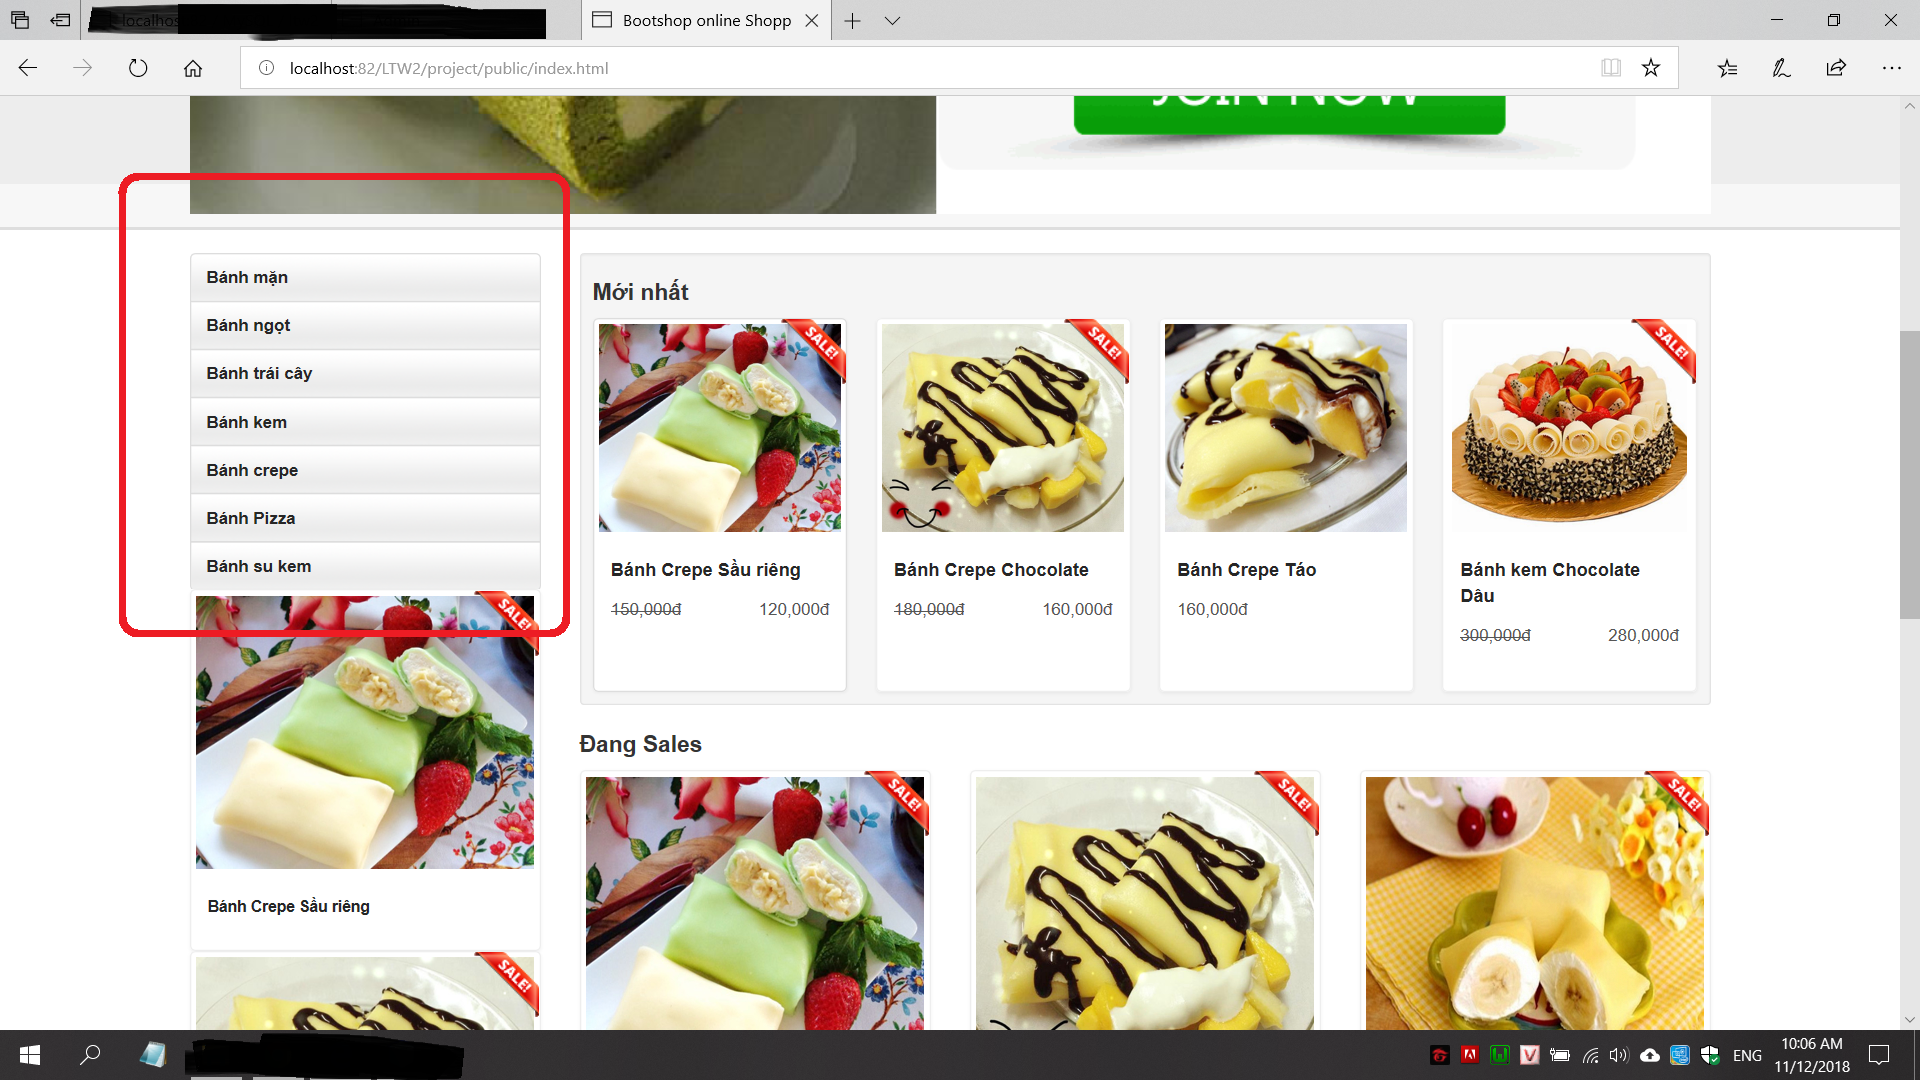 Bootshop online Shopp
localhost:82/LTW2/project/public/index.html
JOIN NOW
Bánh mặn
Bánh ngọt
Bánh trái cây
Bánh kem
Bánh crepe
Bánh Pizza
Bánh su kem
SALE!
Bánh Crepe Sầu riêng
SALE!
Mới nhất
SALE!
SALE!
SALE!
Bánh Crepe Sầu riêng
150,000đ 120,000đ
Bánh Crepe Chocolate
180,000đ 160,000đ
Bánh Crepe Táo
160,000đ
Bánh kem Chocolate
Dâu
300,000đ 280,000đ
Đang Sales
SALE!
SALE!
SALE!
ENG
10:06 AM
11/12/2018